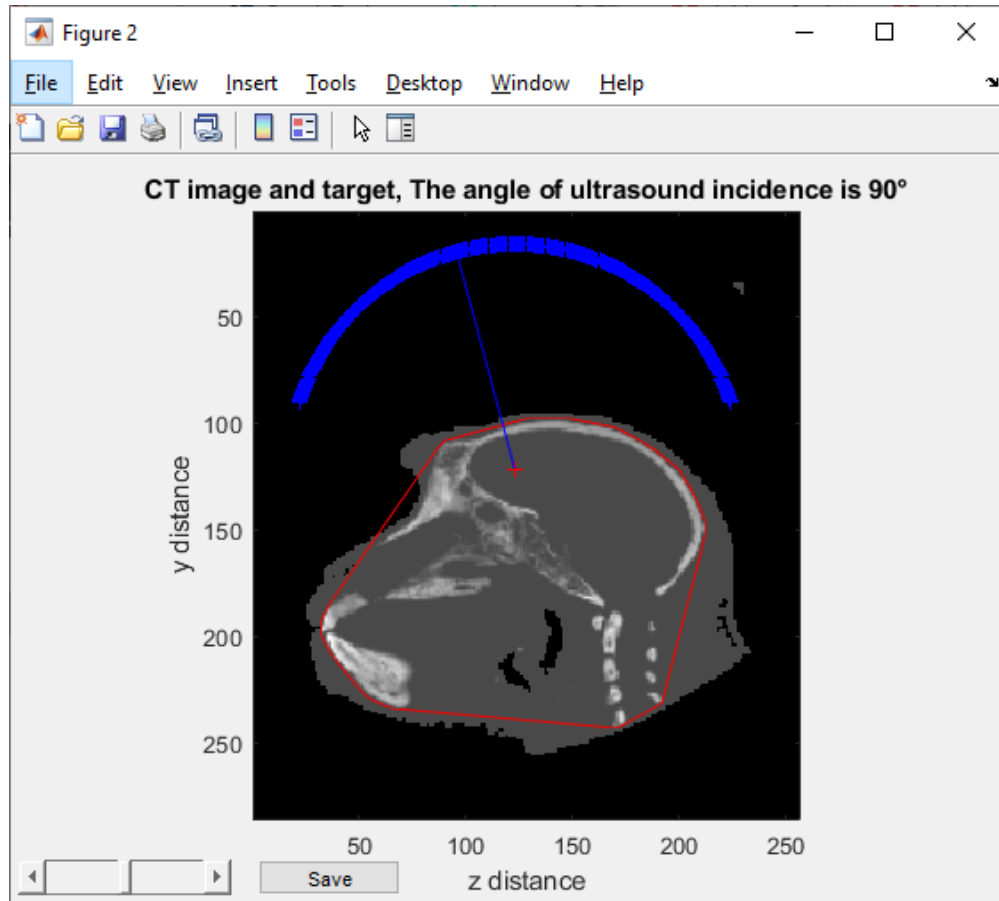 Figure 2
File Edit View Insert Tools Desktop Window Help
CT image and target, The angle of ultrasound incidence is 90°
50
100
150
200
250
y distance
50 100 150 200 250
z distance
Save